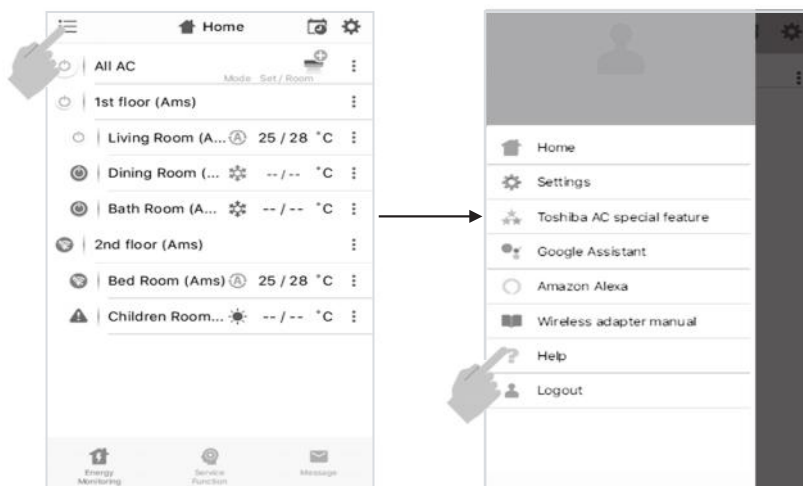 Home
All AC
Mode Set / Room
1st floor (Ams)
Living Room (A... A 25 / 28 °C
Dining Room (... -- / -- °C
Bath Room (A... -- / -- °C
2nd floor (Ams)
Bed Room (Ams) A 25 / 28 °C
Children Room... -- / -- °C
Energy Monitoring
Service Function
Message
Home
Settings
Toshiba AC special feature
Google Assistant
Amazon Alexa
Wireless adapter manual
Help
Logout